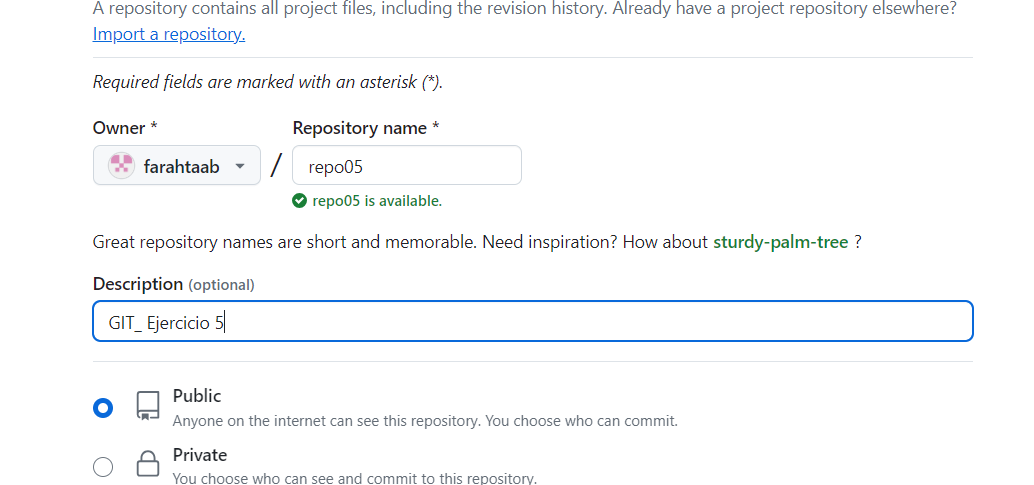 A repository contains all project files, including the revision history. Already have a project repository elsewhere?
Import a repository.
Required fields are marked with an asterisk (*).
Owner * Repository name *
farahtaab / repo05
repo05 is available.
Great repository names are short and memorable. Need inspiration? How about sturdy-palm-tree ?
Description (optional)
GIT_ Ejercicio 5
Public
Anyone on the internet can see this repository. You choose who can commit.
Private
You choose who can see and commit to this repository.